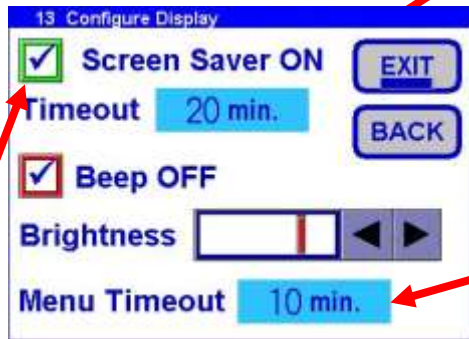 13 Configure Display
Screen Saver ON
EXIT
Timeout 20 min.
BACK
Beep OFF
Brightness
Menu Timeout 10 min.